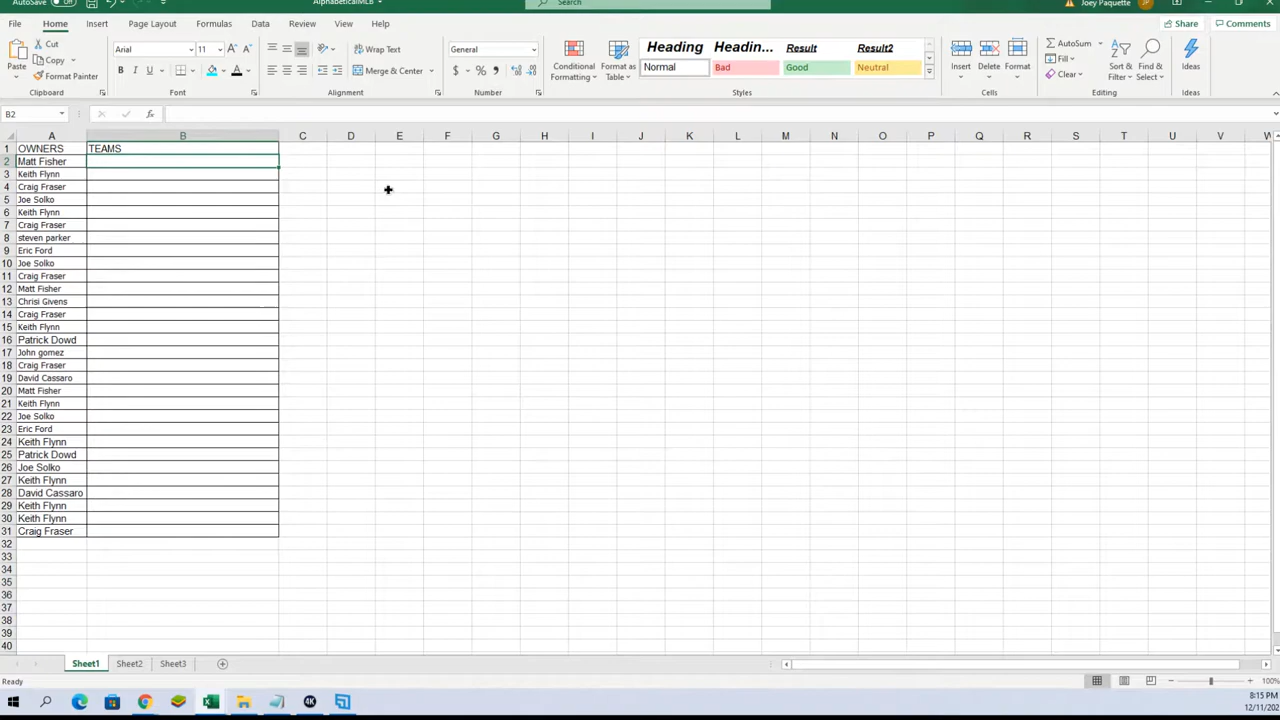 AutoSave Off AlphabeticalMLB Search Joey Paquette JP
File Home Insert Page Layout Formulas Data Review View Help Share Comments
Paste Cut Copy Format Painter Clipboard
Arial 11 A A B I U A Font
Wrap Text Merge & Center Alignment
General $ % Number
Conditional Formatting Format as Table
Heading Headin... Result Result2
Normal Bad Good Neutral Styles
Insert Delete Format Cells
AutoSum Fill Clear Sort & Filter Find & Select Editing
Ideas Ideas
B2 fx
A B C D E F G H I J K L M N O P Q R S T U V W
1 OWNERS TEAMS
2 Matt Fisher
3 Keith Flynn
4 Craig Fraser
5 Joe Solko
6 Keith Flynn
7 Craig Fraser
8 steven parker
9 Eric Ford
10 Joe Solko
11 Craig Fraser
12 Matt Fisher
13 Chrisi Givens
14 Craig Fraser
15 Keith Flynn
16 Patrick Dowd
17 John gomez
18 Craig Fraser
19 David Cassaro
20 Matt Fisher
21 Keith Flynn
22 Joe Solko
23 Eric Ford
24 Keith Flynn
25 Patrick Dowd
26 Joe Solko
27 Keith Flynn
28 David Cassaro
29 Keith Flynn
30 Keith Flynn
31 Craig Fraser
32
33
34
35
36
37
38
39
40
Sheet1 Sheet2 Sheet3
Ready 100%
4K
8:15 PM